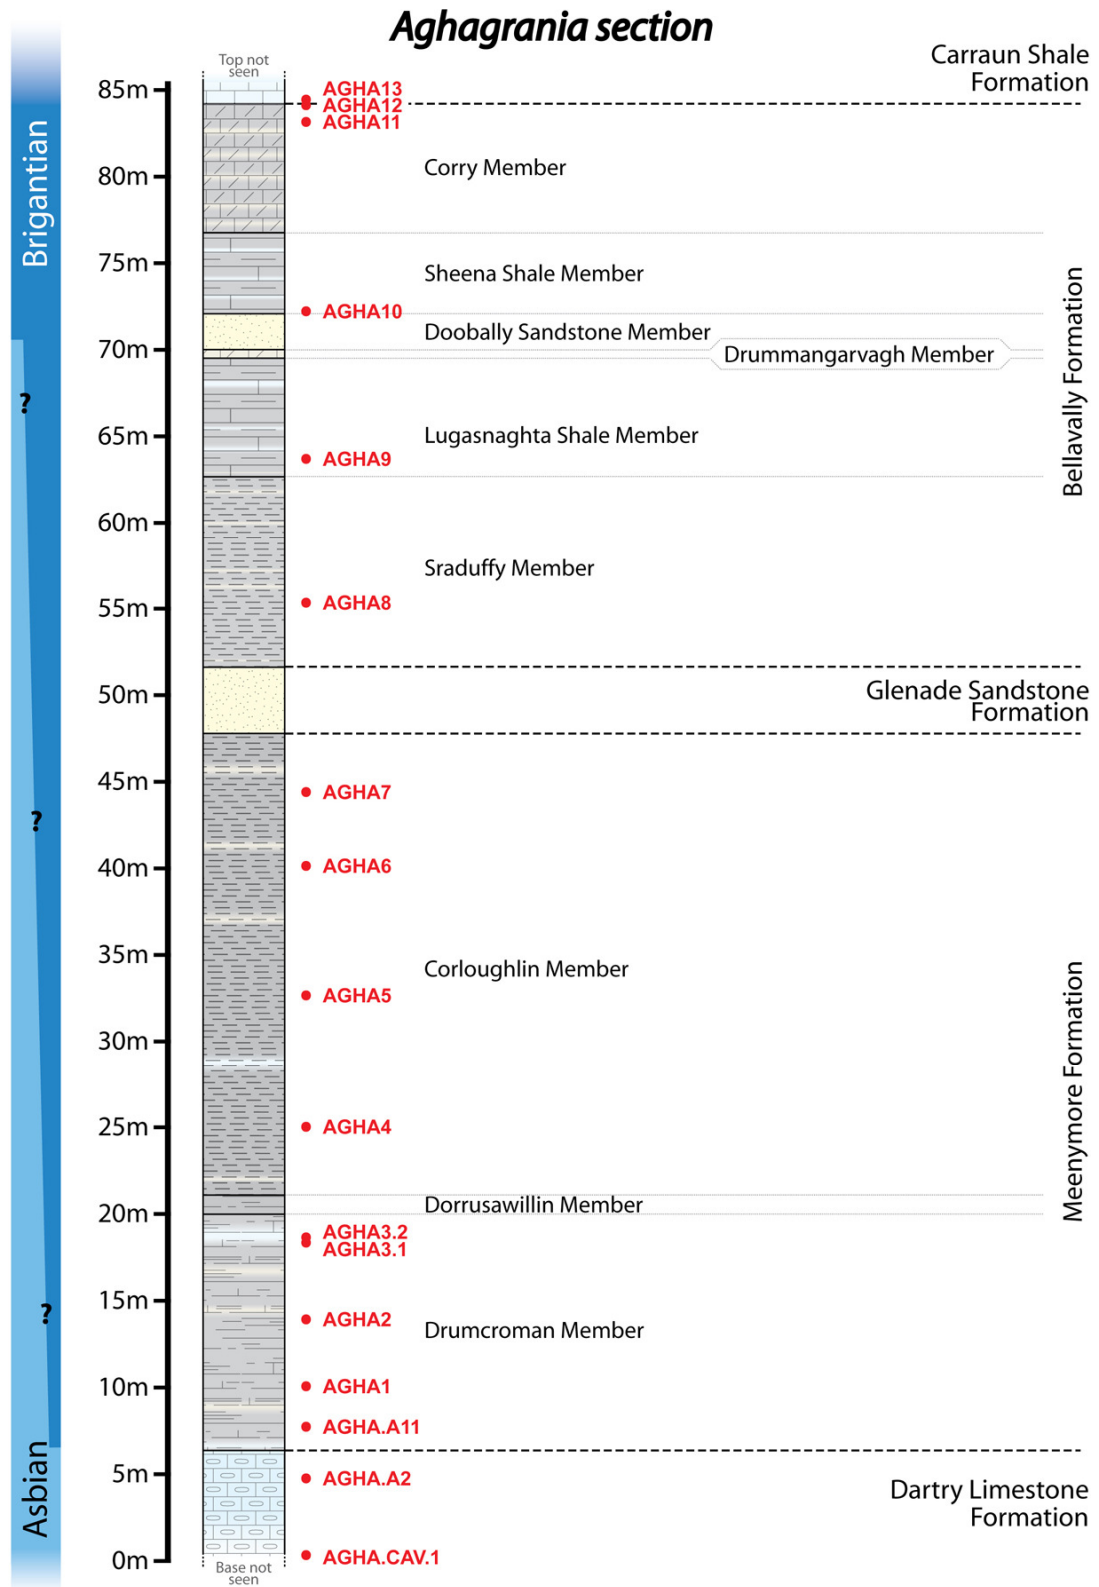 Aghagrania section
Carraun Shale
Formation
Top not
seen
85m
AGHA13
AGHA12
AGHA11
Brigantian
80m
Corry Member
75m
Sheena Shale Member
AGHA10
Doobally Sandstone Member
70m
Drummangarvagh Member
Bellavally Formation
?
65m
Lugasnaghta Shale Member
AGHA9
60m
Sraduffy Member
55m
AGHA8
50m
Glenade Sandstone
Formation
45m
AGHA7
?
40m
AGHA6
35m
Corloughlin Member
AGHA5
30m
Meenymore Formation
25m
AGHA4
Dorrusawillin Member
20m
AGHA3.2
AGHA3.1
15m
?
AGHA2
Drumcroman Member
10m
AGHA1
AGHA.A11
Asbian
5m
AGHA.A2
Dartry Limestone
Formation
0m
AGHA.CAV.1
Base not
seen